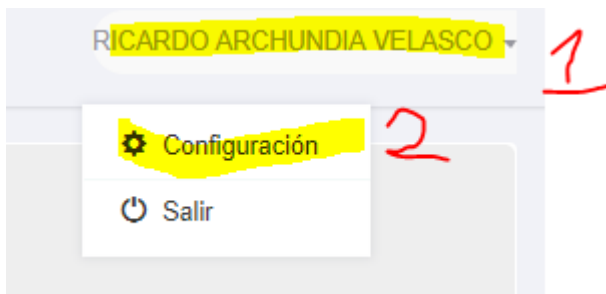 RICARDO ARCHUNDIA VELASCO
1
Configuración
2
Salir